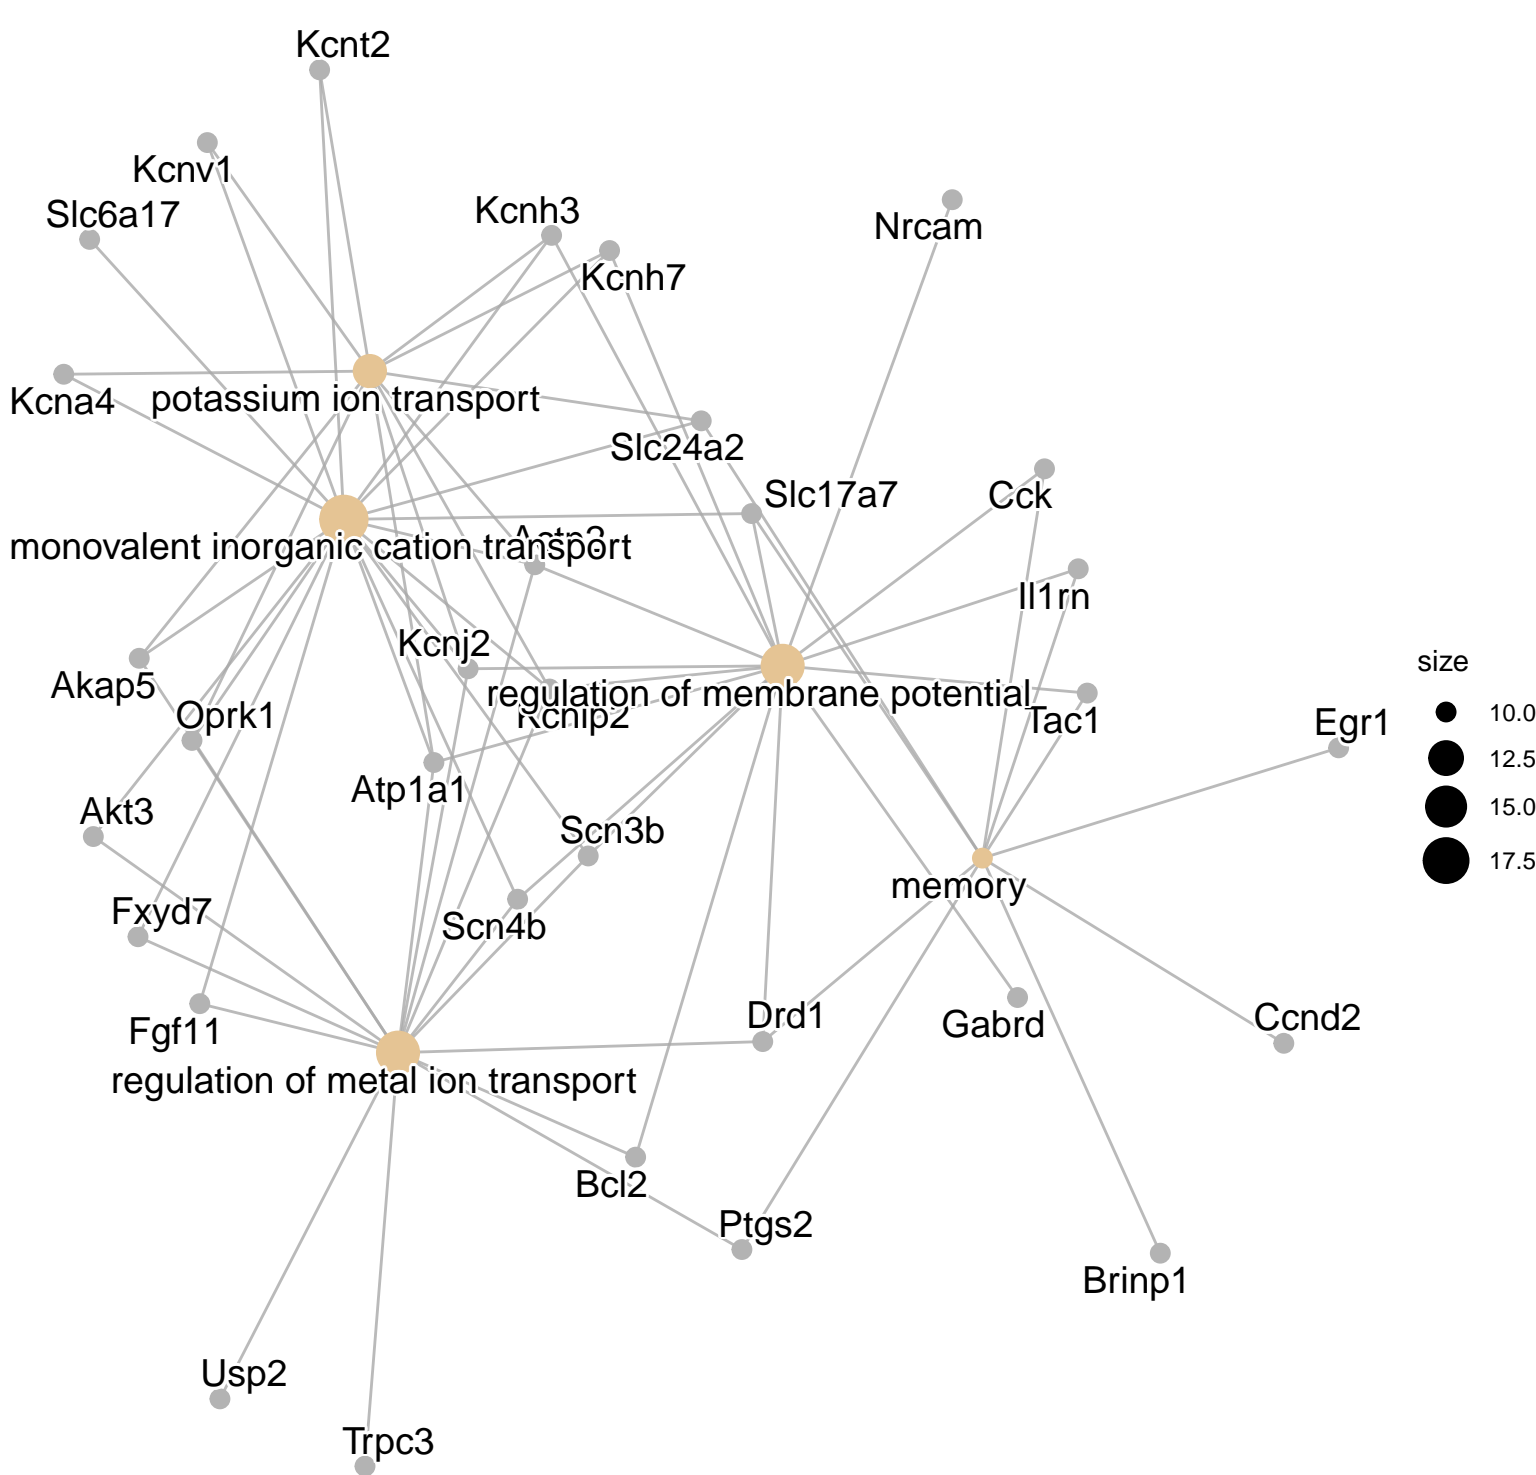 Kcnt2
Kcnv1
Slc6a17
Kcnh3
Nrcam
Kcnh7
Kcna4
potassium ion transport
Slc24a2
Slc17a7
Cck
monovalent inorganic cation transport
Il1rn
Kcnj2
size
Akap5
regulation of membrane potential
Oprk1
Kcnip2
Tac1
Egr1
10.0
12.5
Atp1a1
Akt3
Scn3b
15.0
17.5
memory
Fxyd7
Scn4b
Drd1
Gabrd
Ccnd2
Fgf11
regulation of metal ion transport
Bcl2
Ptgs2
Brinp1
Usp2
Trpc3